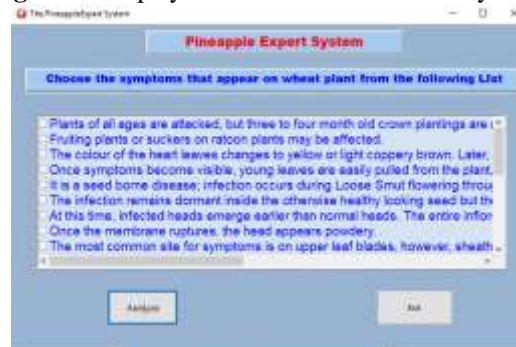 The PineappleExpert System
Pineapple Expert System
Choose the symptoms that appear on wheat plant from the following List
Plants of all ages are attacked, but three to four month old crown plantings are
Fruiting plants or suckers on ratoon plants may be affected.
The colour of the heart leaves changes to yellow or light coppery brown. Later,
Once symptoms become visible, young leaves are easily pulled from the plant,
It is a seed borne disease; infection occurs during Loose Smut flowering throu
The infection remains dormant inside the otherwise healthy looking seed but the
At this time, infected heads emerge earlier than normal heads. The entire inflor
Once the membrane ruptures, the head appears powdery.
The most common site for symptoms is on upper leaf blades, however, sheath
Exit